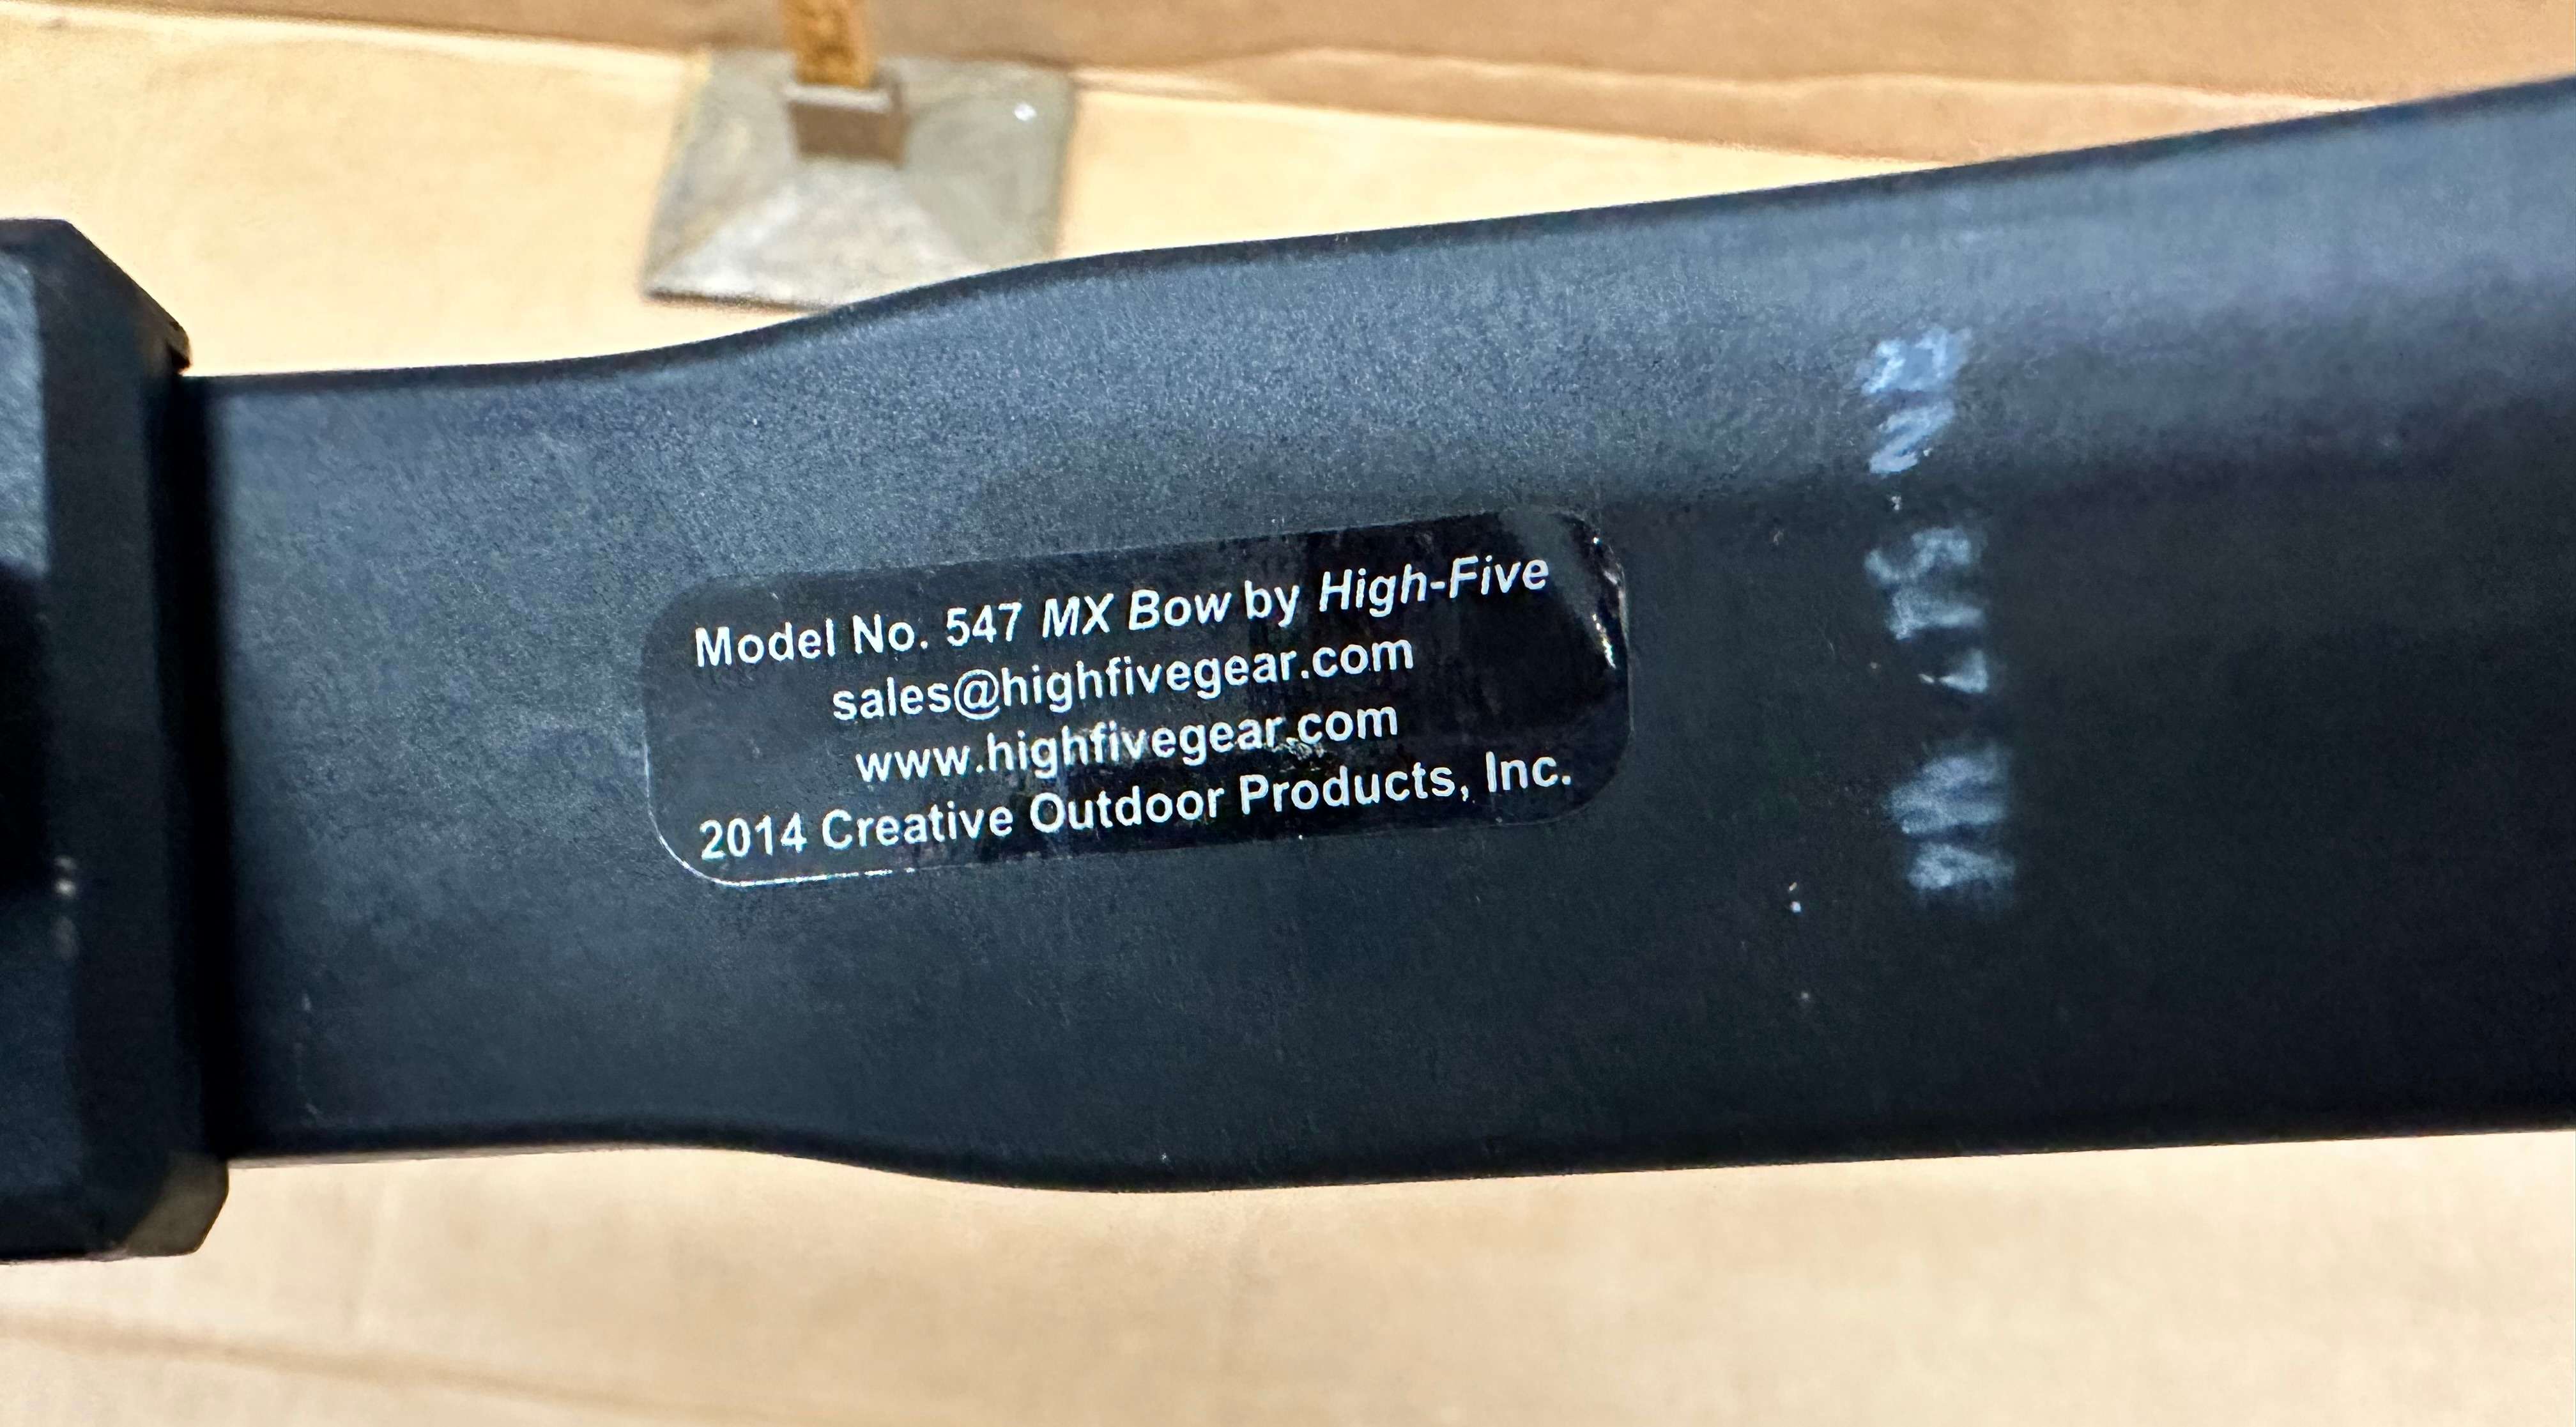 Model No. 547 MX Bow by High-Five
sales@highfivegear.com
www.highfivegear.com
2014 Creative Outdoor Products, Inc.